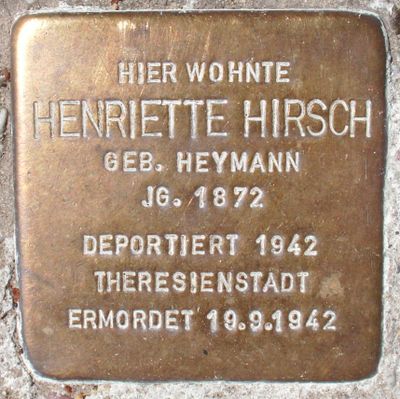 HIER WOHNTE
HENRIETTE HIRSCH
GEB. HEYMANN
JG. 1872
DEPORTIERT 1942
THERESIENSTADT
ERMORDET 19.9.1942